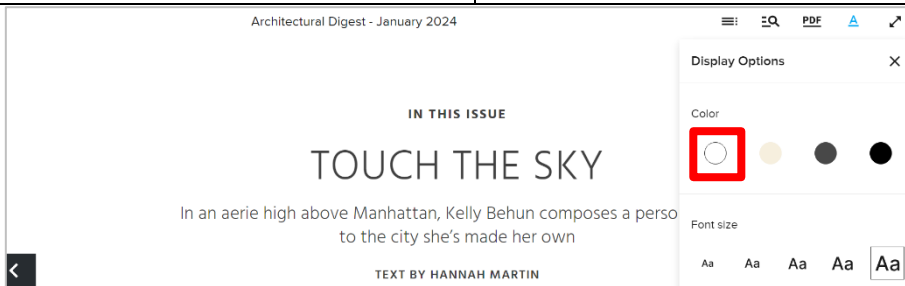 Architectural Digest - January 2024
PDF A
Display Options
Color
IN THIS ISSUE
TOUCH THE SKY
In an aerie high above Manhattan, Kelly Behun composes a perso
to the city she’s made her own
TEXT BY HANNAH MARTIN
Font size
Aa Aa Aa Aa Aa